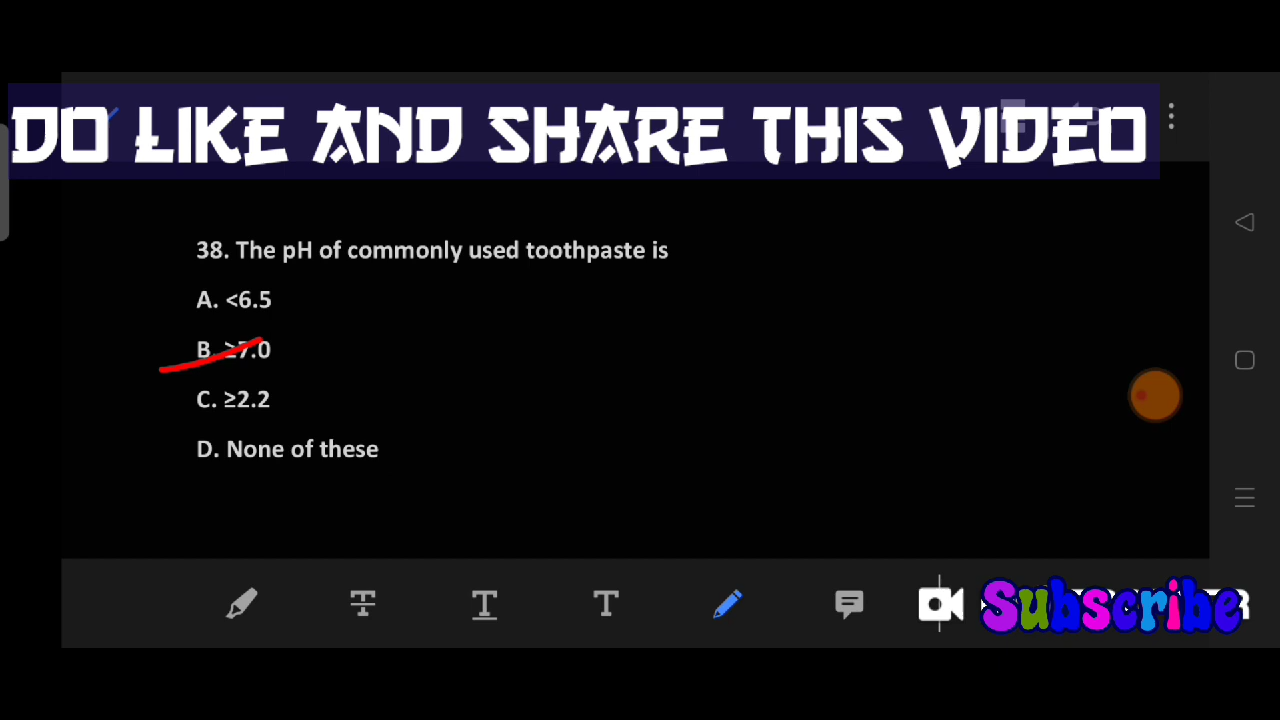 DO LIKE AND SHARE THIS VIDEO
38. The pH of commonly used toothpaste is
A. <6.5
B. ≥7.0
C. ≥2.2
D. None of these
Subscribe